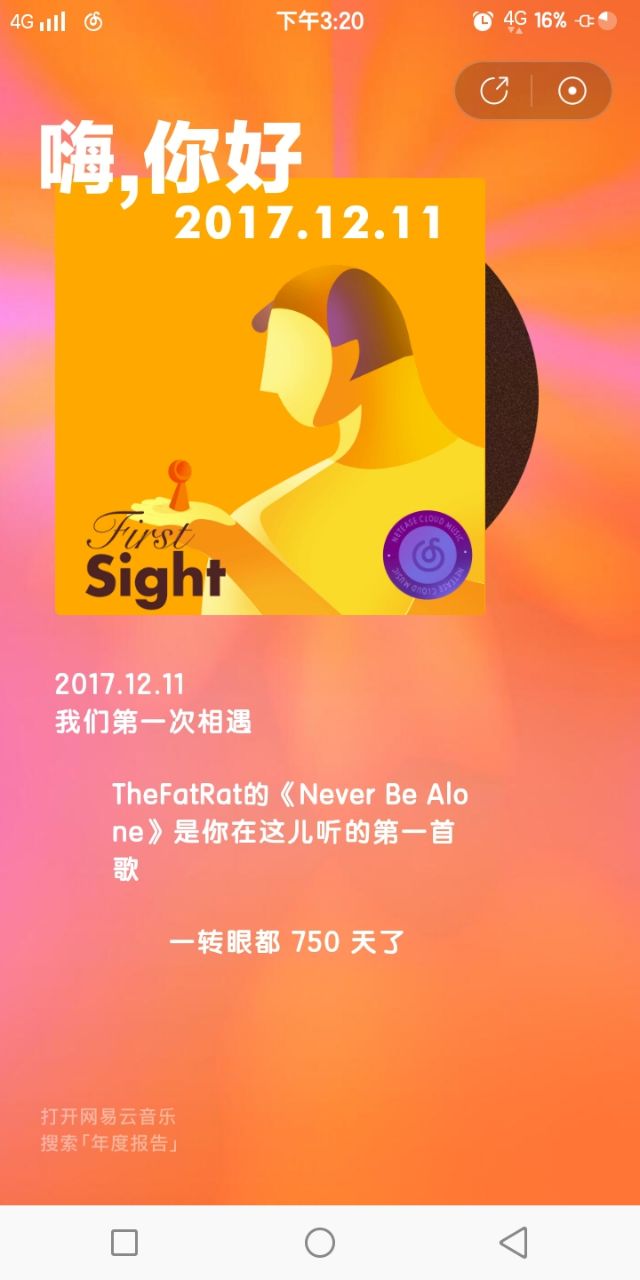 4G 下午3:20 4G 16%
嗨,你好
2017.12.11
First
Sight
NETEASE CLOUD MUSIC
NETEASE CLOUD MUSIC
2017.12.11
我们第一次相遇
TheFatRat的《Never Be Alo
ne》是你在这儿听的第一首
歌
一转眼都 750 天了
打开网易云音乐
搜索「年度报告」